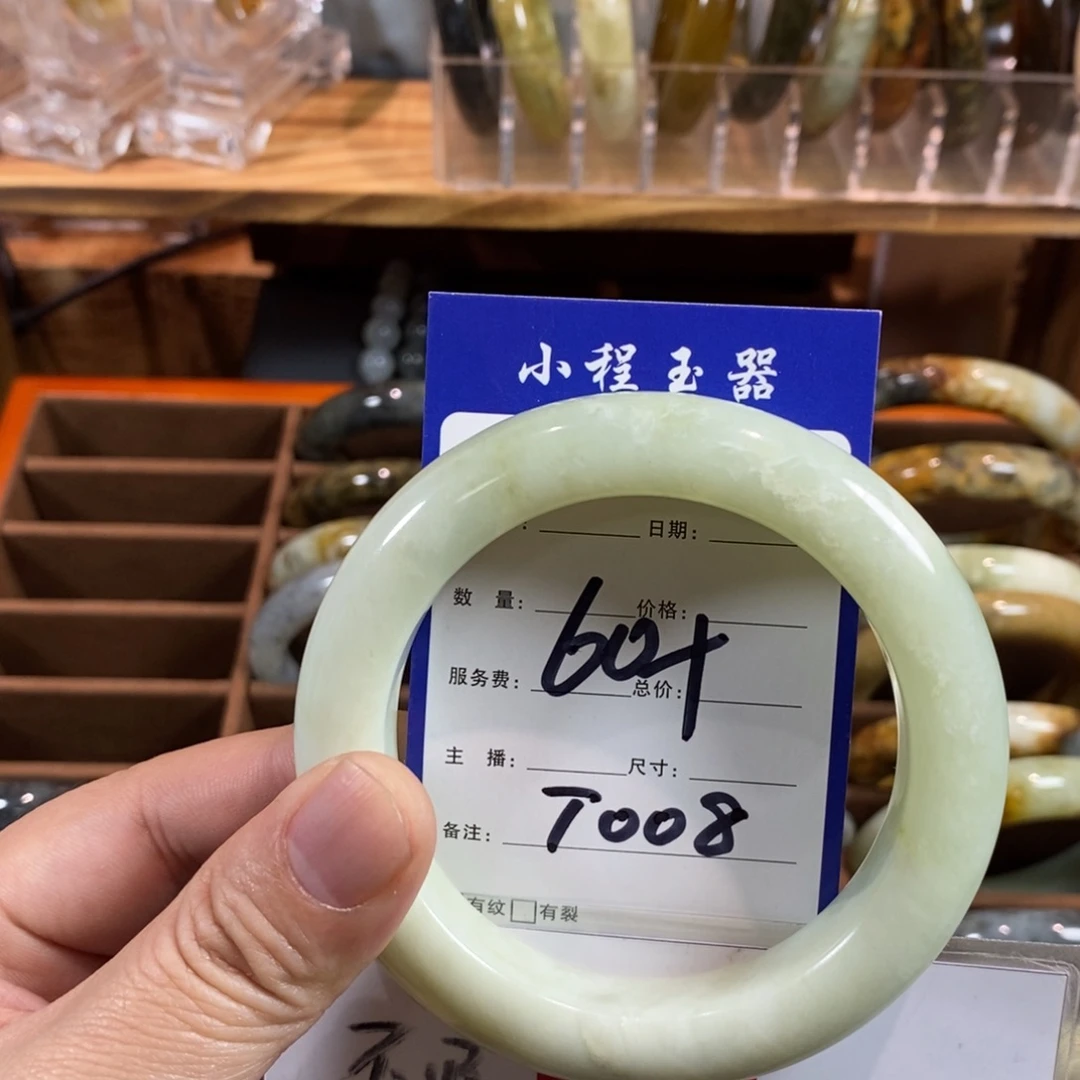 小程玉器
: 日期:
数 量: 价格:
60+
服务费: 总价:
主 播: 尺寸:
备注: T008
有纹 □有裂